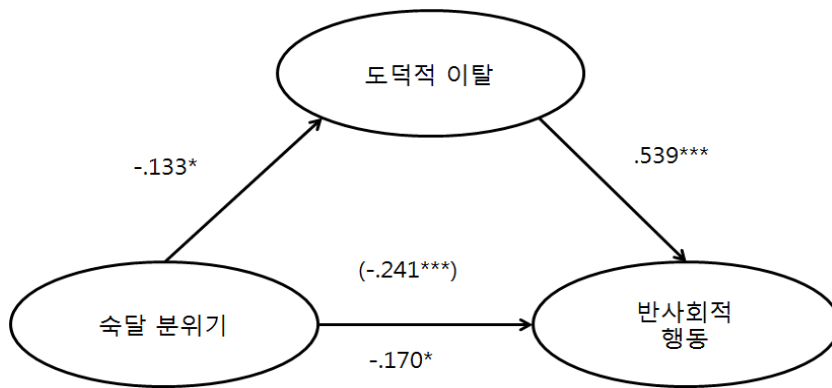 도덕적 이탈
-.133*
.539***
(-.241***)
숙달 분위기
반사회적
행동
-.170*